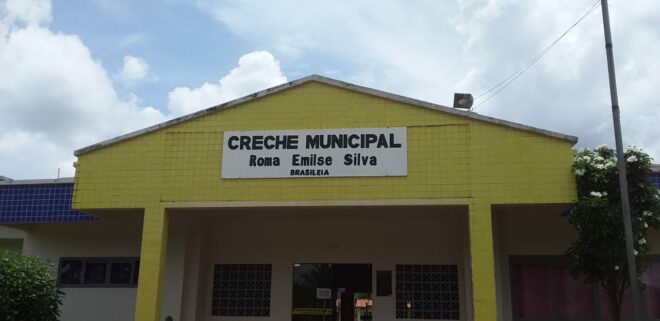 CRECHE MUNICIPAL
Roma Emilse Silva
BRASILEIA